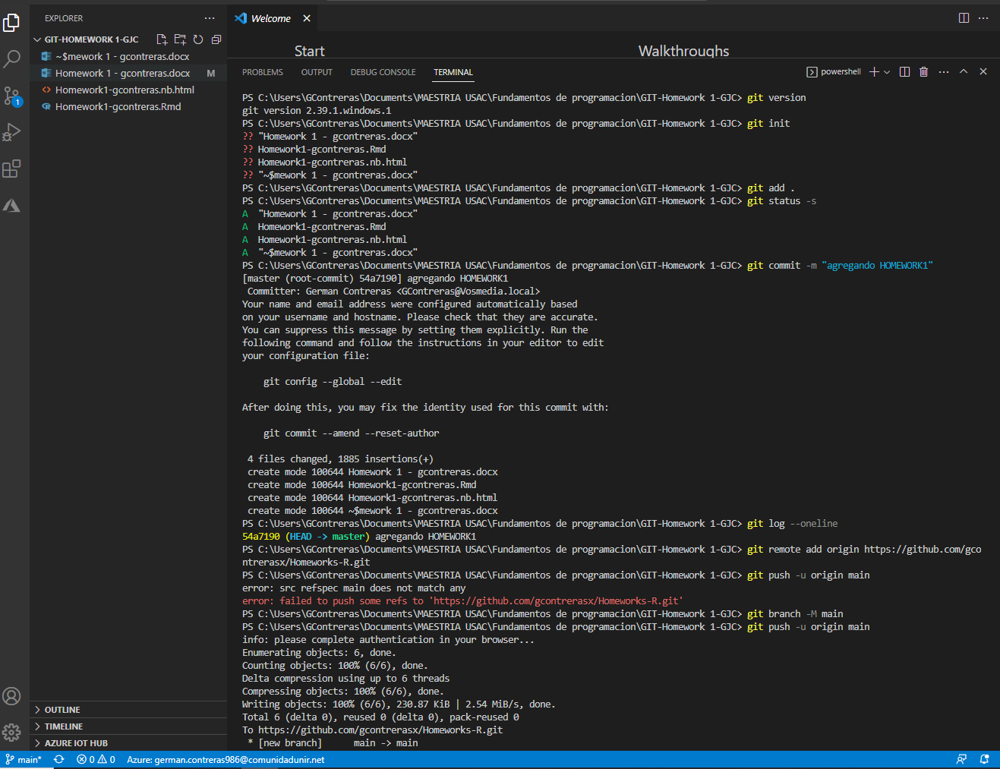 EXPLORER
GIT-HOMEWORK 1-GJC
~$mework 1 - gcontreras.docx
Homework 1 - gcontreras.docx M
Homework1-gcontreras.nb.html
Homework1-gcontreras.Rmd
1
OUTLINE
TIMELINE
AZURE IOT HUB
Welcome
Start
Walkthroughs
PROBLEMS OUTPUT DEBUG CONSOLE TERMINAL
powershell
PS C:\Users\GContreras\Documents\MAESTRIA USAC\Fundamentos de programacion\GIT-Homework 1-GJC> git version
git version 2.39.1.windows.1
PS C:\Users\GContreras\Documents\MAESTRIA USAC\Fundamentos de programacion\GIT-Homework 1-GJC> git init
?? "Homework 1 - gcontreras.docx"
?? Homework1-gcontreras.Rmd
?? Homework1-gcontreras.nb.html
?? "~$mework 1 - gcontreras.docx"
PS C:\Users\GContreras\Documents\MAESTRIA USAC\Fundamentos de programacion\GIT-Homework 1-GJC> git add .
PS C:\Users\GContreras\Documents\MAESTRIA USAC\Fundamentos de programacion\GIT-Homework 1-GJC> git status -s
A "Homework 1 - gcontreras.docx"
A Homework1-gcontreras.Rmd
A Homework1-gcontreras.nb.html
A "~$mework 1 - gcontreras.docx"
PS C:\Users\GContreras\Documents\MAESTRIA USAC\Fundamentos de programacion\GIT-Homework 1-GJC> git commit -m "agregando HOMEWORK1"
[master (root-commit) 54a7190] agregando HOMEWORK1
Committer: German Contreras <GContreras@Vosmedia.local>
Your name and email address were configured automatically based
on your username and hostname. Please check that they are accurate.
You can suppress this message by setting them explicitly. Run the
following command and follow the instructions in your editor to edit
your configuration file:
git config --global --edit
After doing this, you may fix the identity used for this commit with:
git commit --amend --reset-author
4 files changed, 1885 insertions(+)
create mode 100644 Homework 1 - gcontreras.docx
create mode 100644 Homework1-gcontreras.Rmd
create mode 100644 Homework1-gcontreras.nb.html
create mode 100644 ~$mework 1 - gcontreras.docx
PS C:\Users\GContreras\Documents\MAESTRIA USAC\Fundamentos de programacion\GIT-Homework 1-GJC> git log --oneline
54a7190 (HEAD -> master) agregando HOMEWORK1
PS C:\Users\GContreras\Documents\MAESTRIA USAC\Fundamentos de programacion\GIT-Homework 1-GJC> git remote add origin https://github.com/gco
ntrerasx/Homeworks-R.git
PS C:\Users\GContreras\Documents\MAESTRIA USAC\Fundamentos de programacion\GIT-Homework 1-GJC> git push -u origin main
error: src refspec main does not match any
error: failed to push some refs to 'https://github.com/gcontrerasx/Homeworks-R.git'
PS C:\Users\GContreras\Documents\MAESTRIA USAC\Fundamentos de programacion\GIT-Homework 1-GJC> git branch -M main
PS C:\Users\GContreras\Documents\MAESTRIA USAC\Fundamentos de programacion\GIT-Homework 1-GJC> git push -u origin main
info: please complete authentication in your browser...
Enumerating objects: 6, done.
Counting objects: 100% (6/6), done.
Delta compression using up to 6 threads
Compressing objects: 100% (6/6), done.
Writing objects: 100% (6/6), 230.87 KiB | 2.54 MiB/s, done.
Total 6 (delta 0), reused 0 (delta 0), pack-reused 0
To https://github.com/gcontrerasx/Homeworks-R.git
* [new branch] main -> main
main* 0 0 Azure: german.contreras986@comunidadunir.net